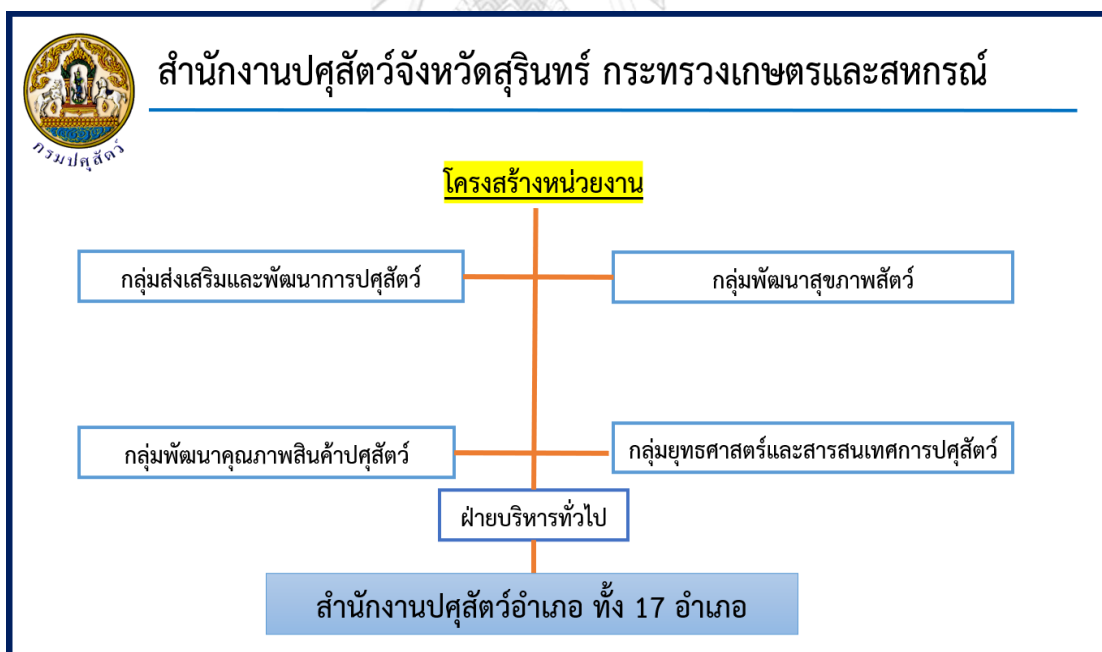 สำนักงานปศุสัตว์จังหวัดสุรินทร์ กระทรวงเกษตรและสหกรณ์
กรมปศุสัตว์
โครงสร้างหน่วยงาน
กลุ่มส่งเสริมและพัฒนาการปศุสัตว์
กลุ่มพัฒนาสุขภาพสัตว์
กลุ่มพัฒนาคุณภาพสินค้าปศุสัตว์
กลุ่มยุทธศาสตร์และสารสนเทศการปศุสัตว์
ฝ่ายบริหารทั่วไป
สำนักงานปศุสัตว์อำเภอ ทั้ง 17 อำเภอ